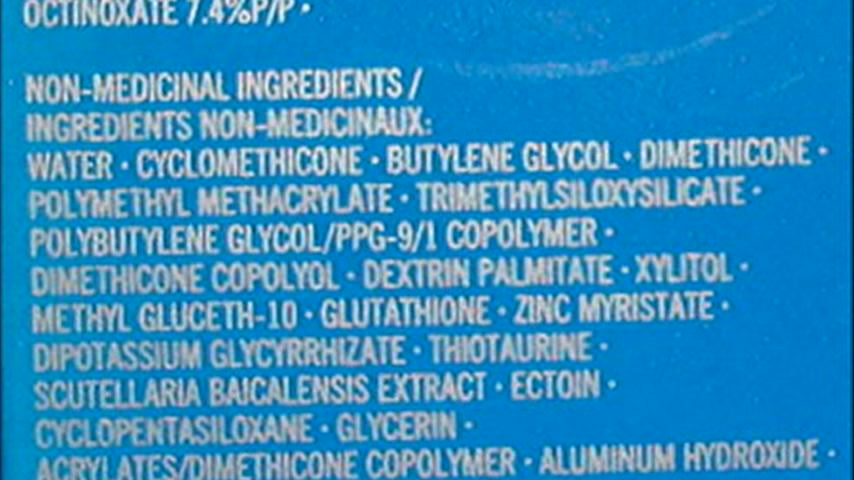 OCTINOXATE 7.4%P/P •
NON-MEDICINAL INGREDIENTS /
INGREDIENTS NON-MEDICINAUX:
WATER • CYCLOMETHICONE • BUTYLENE GLYCOL • DIMETHICONE •
POLYMETHYL METHACRYLATE • TRIMETHYLSILOXYSILICATE •
POLYBUTYLENE GLYCOL/PPG-9/1 COPOLYMER •
DIMETHICONE COPOLYOL • DEXTRIN PALMITATE • XYLITOL •
METHYL GLUCETH-10 • GLUTATHIONE • ZINC MYRISTATE •
DIPOTASSIUM GLYCYRRHIZATE • THIOTAURINE •
SCUTELLARIA BAICALENSIS EXTRACT • ECTOIN •
CYCLOPENTASILOXANE • GLYCERIN •
ACRYLATES/DIMETHICONE COPOLYMER • ALUMINUM HYDROXIDE •